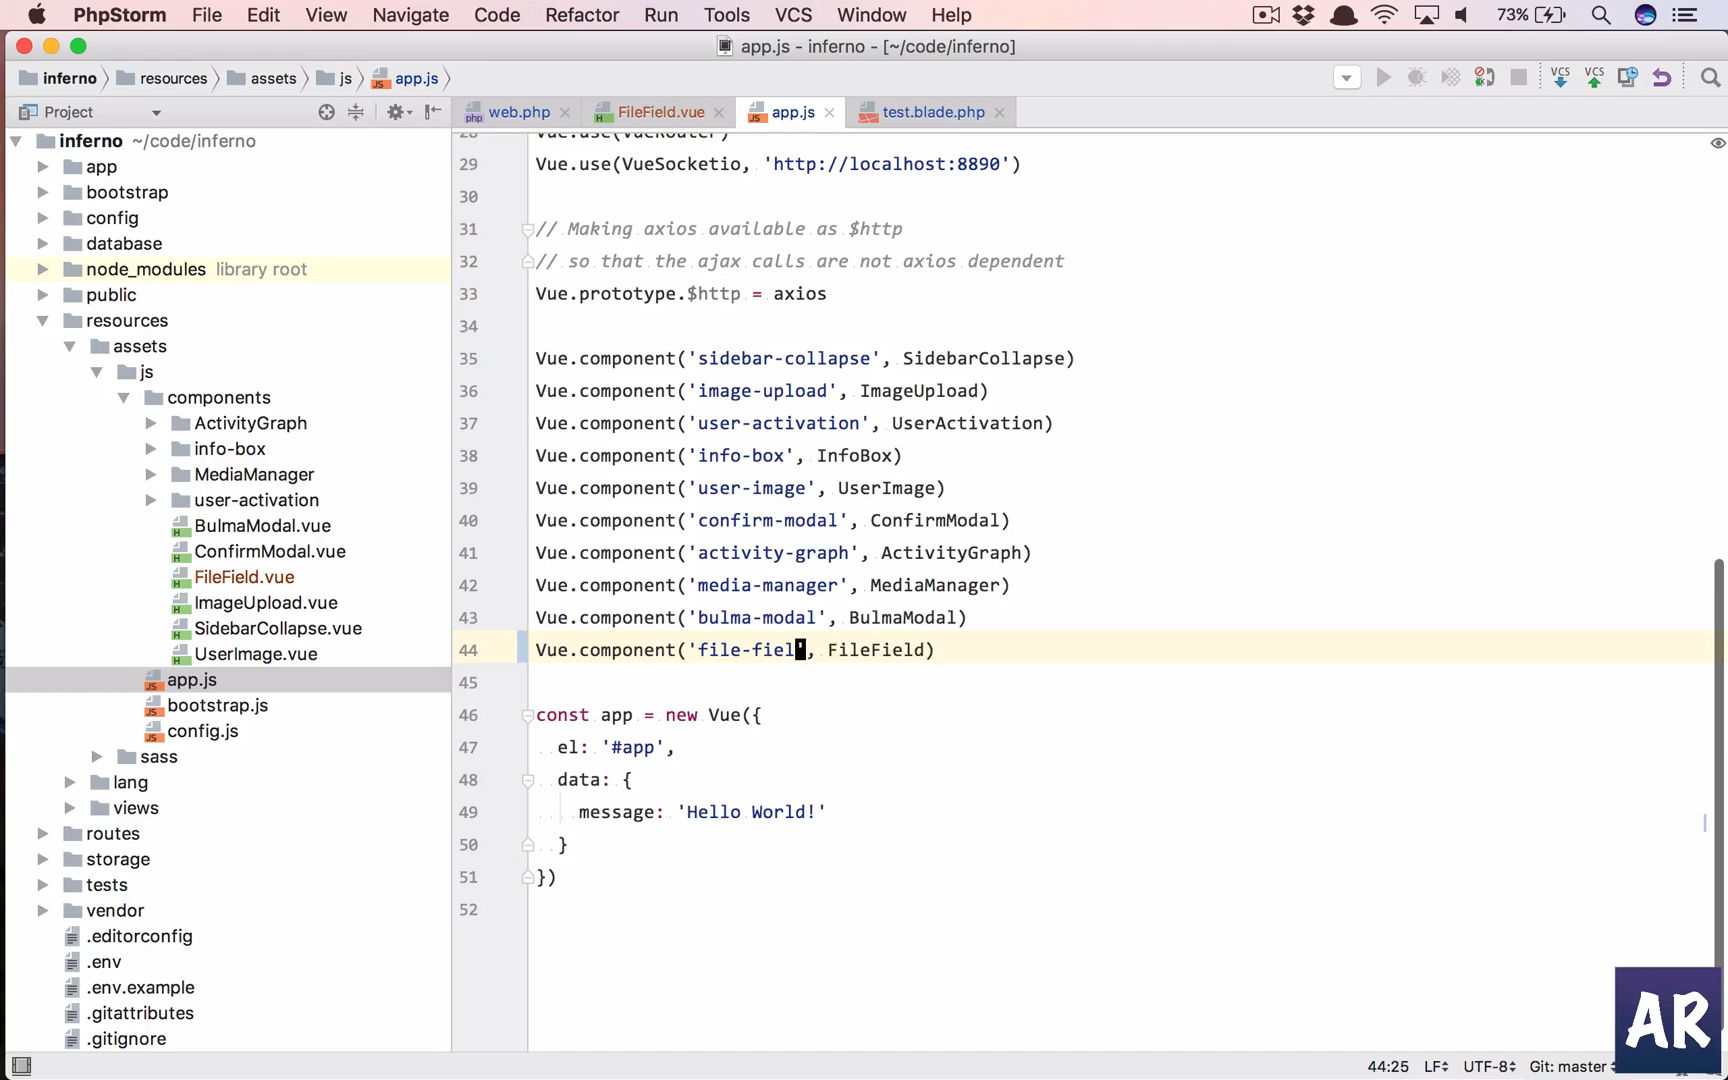 PhpStorm File Edit View Navigate Code Refactor Run Tools VCS Window Help 73%
app.js - inferno - [~/code/inferno]
inferno resources assets js app.js
VCS VCS
Project
web.php FileField.vue app.js test.blade.php
inferno ~/code/inferno
app
bootstrap
config
database
node_modules library root
public
resources
assets
js
components
ActivityGraph
info-box
MediaManager
user-activation
BulmaModal.vue
ConfirmModal.vue
FileField.vue
ImageUpload.vue
SidebarCollapse.vue
UserImage.vue
app.js
bootstrap.js
config.js
sass
lang
views
routes
storage
tests
vendor
.editorconfig
.env
.env.example
.gitattributes
.gitignore
28 Vue.use(VueRouter)
29 Vue.use(VueSocketio, 'http://localhost:8890')
30
31 // Making axios available as $http
32 // so that the ajax calls are not axios dependent
33 Vue.prototype.$http = axios
34
35 Vue.component('sidebar-collapse', SidebarCollapse)
36 Vue.component('image-upload', ImageUpload)
37 Vue.component('user-activation', UserActivation)
38 Vue.component('info-box', InfoBox)
39 Vue.component('user-image', UserImage)
40 Vue.component('confirm-modal', ConfirmModal)
41 Vue.component('activity-graph', ActivityGraph)
42 Vue.component('media-manager', MediaManager)
43 Vue.component('bulma-modal', BulmaModal)
44 Vue.component('file-fiel', FileField)
45
46 const app = new Vue({
47 el: '#app',
48 data: {
49 message: 'Hello World!'
50 }
51 })
52
AR
44:25 LF UTF-8 Git: master